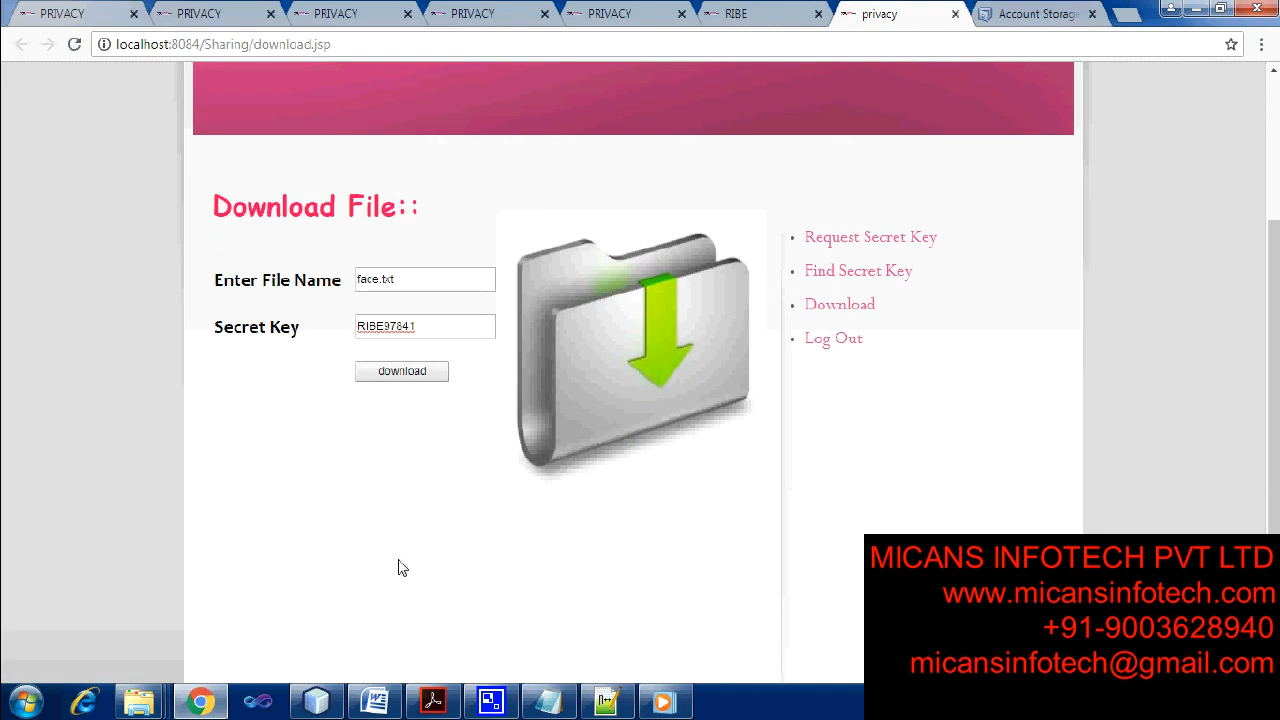 PRIVACY
PRIVACY
PRIVACY
PRIVACY
PRIVACY
RIBE
privacy
Account Storage
localhost:8084/Sharing/download.jsp
Download File::
Enter File Name
face.txt
Secret Key
RIBE97841
download
Request Secret Key
Find Secret Key
Download
Log Out
MICANS INFOTECH PVT LTD
www.micansinfotech.com
+91-9003628940
micansinfotech@gmail.com